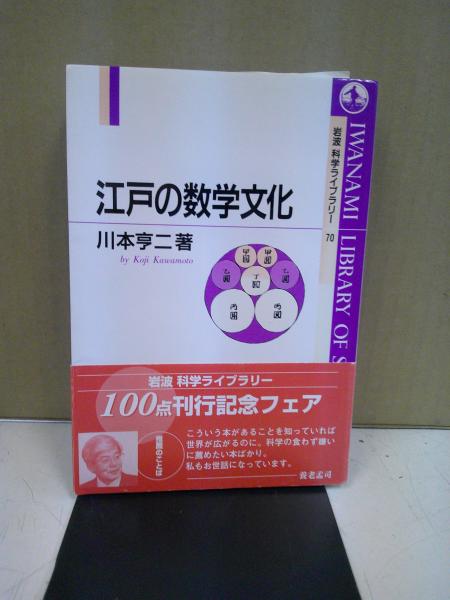 江戸の数学文化
川本亨二著
by Koji Kawamoto
甲圓 甲圓
乙圓 丁圓 乙圓
丙圓 丙圓
岩波 科学ライブラリー 70
IWANAMI LIBRARY OF S
岩波 科学ライブラリー
100点刊行記念フェア
推薦のことば
こういう本があることを知っていれば
世界が広がるのに。科学の食わず嫌い
に薦めたい本ばかり。
私もお世話になっています。
養老孟司